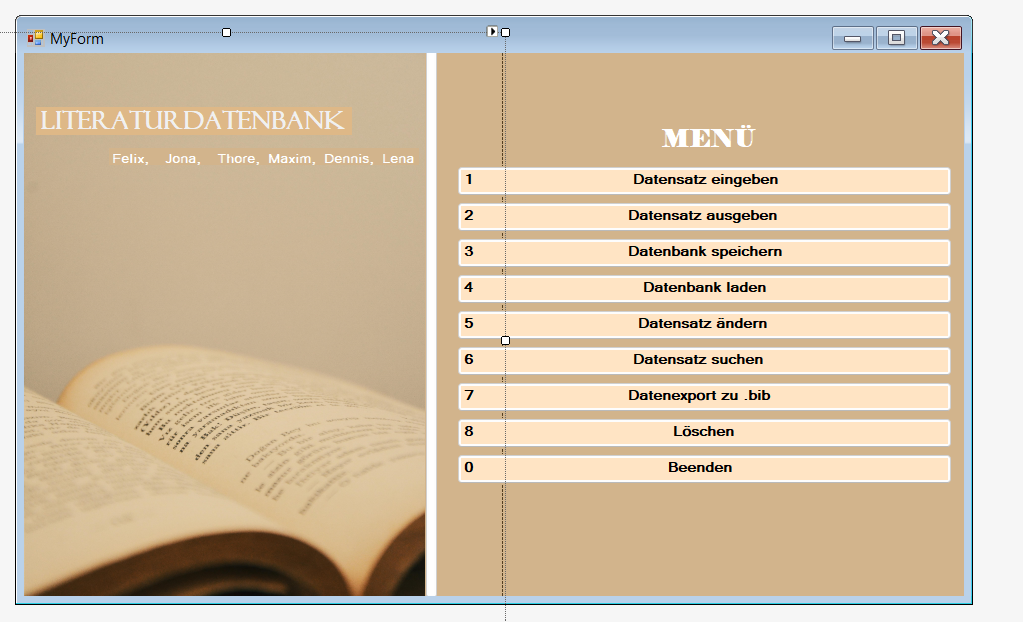 MyForm
LITERATURDATENBANK
Felix, Jona, Thore, Maxim, Dennis, Lena
MENÜ
1 Datensatz eingeben
2 Datensatz ausgeben
3 Datenbank speichern
4 Datenbank laden
5 Datensatz ändern
6 Datensatz suchen
7 Datenexport zu .bib
8 Löschen
0 Beenden